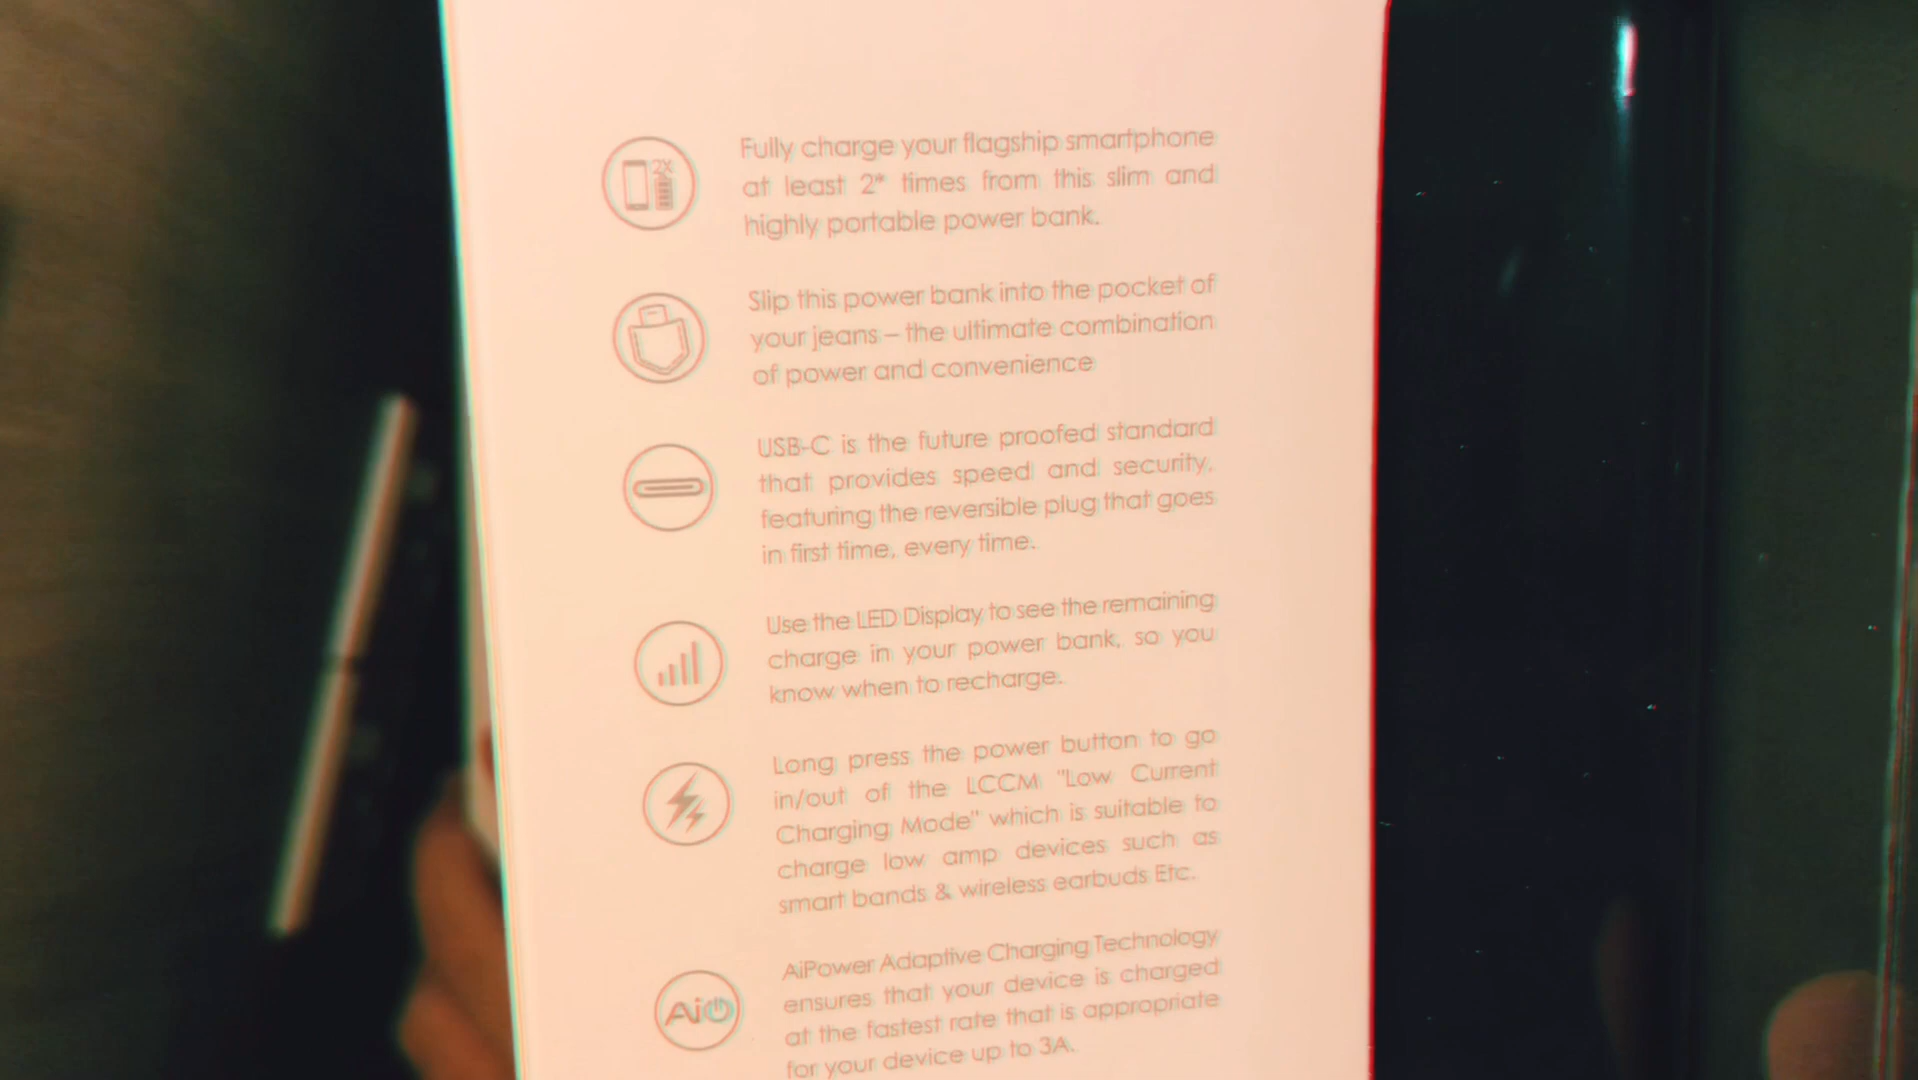 2X
Fully charge your flagship smartphone
at least 2* times from this slim and
highly portable power bank.
Slip this power bank into the pocket of
your jeans – the ultimate combination
of power and convenience
USB-C is the future proofed standard
that provides speed and security,
featuring the reversible plug that goes
in first time, every time.
Use the LED Display to see the remaining
charge in your power bank, so you
know when to recharge.
Long press the power button to go
in/out of the LCCM "Low Current
Charging Mode" which is suitable to
charge low amp devices such as
smart bands & wireless earbuds Etc.
Ai
AiPower Adaptive Charging Technology
ensures that your device is charged
at the fastest rate that is appropriate
for your device up to 3A.